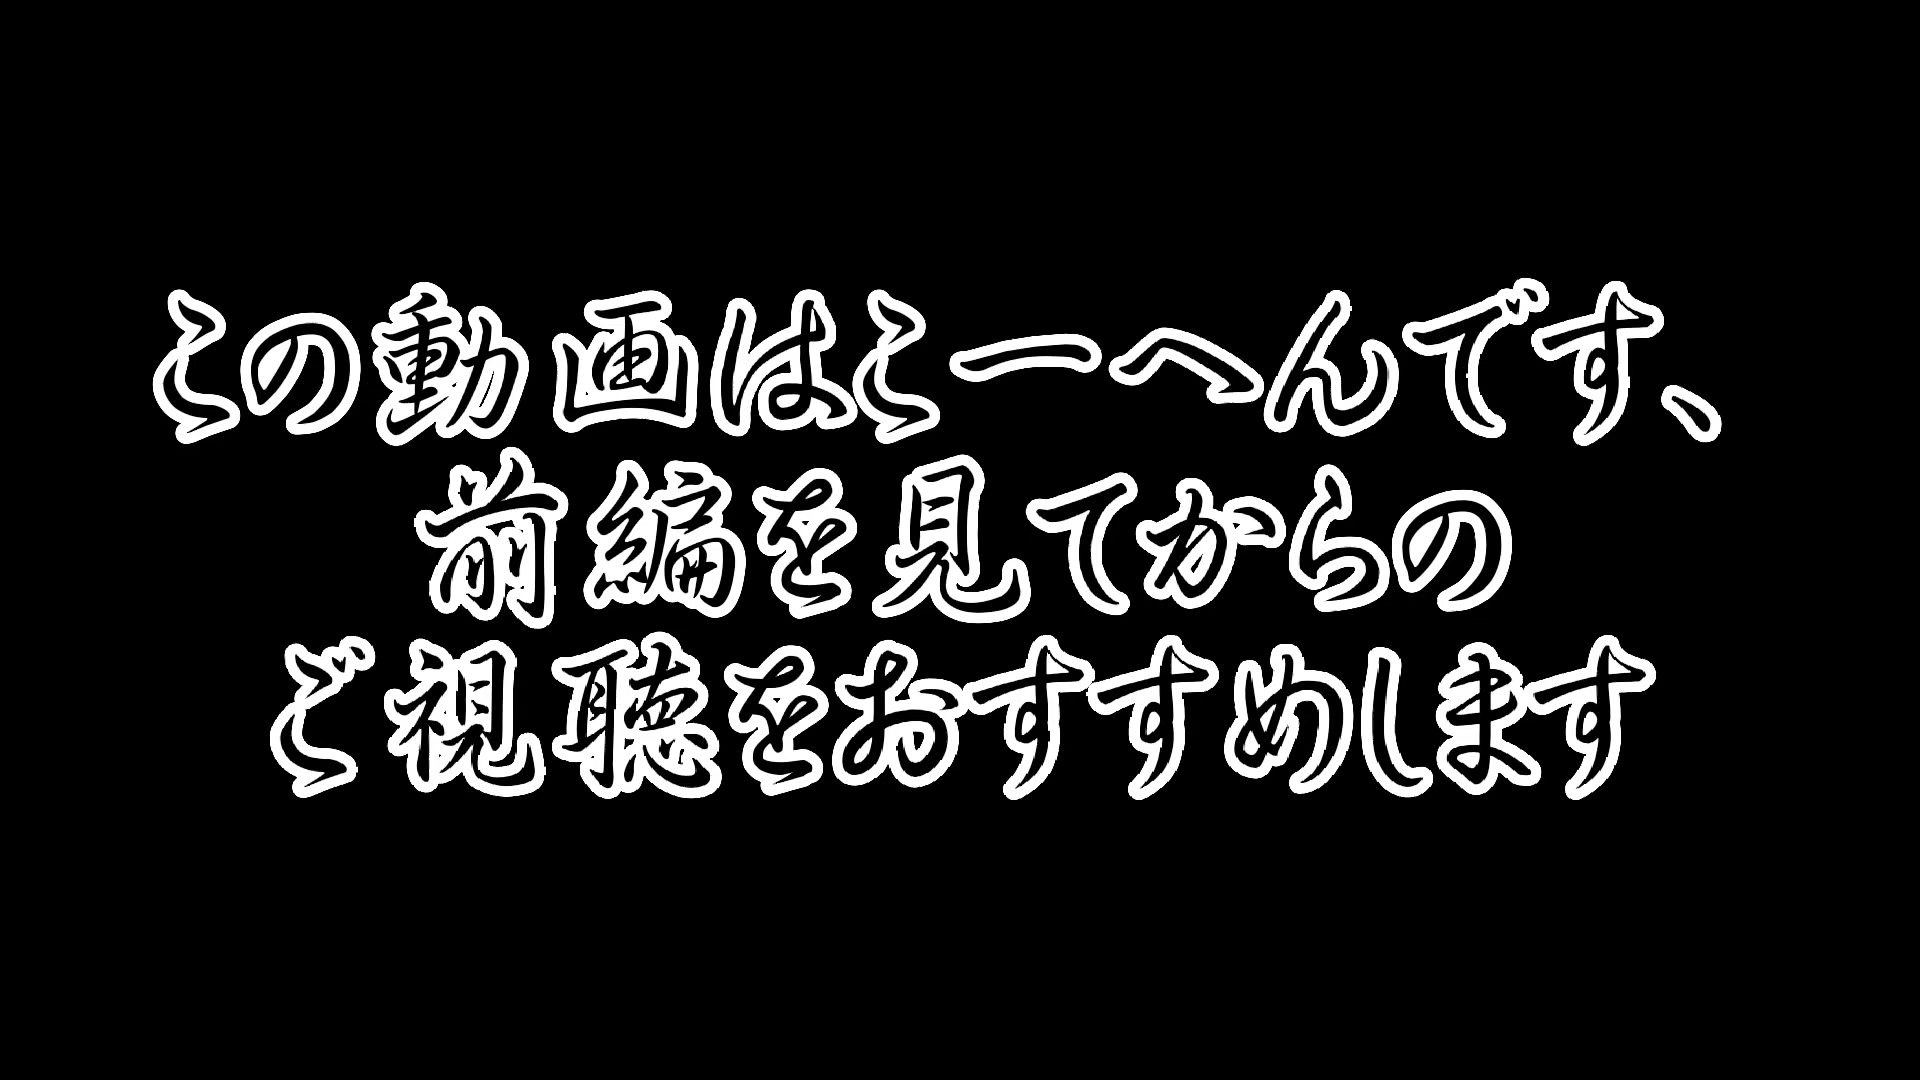 この動画はこーへんです、
前編を見てからの
ご視聴をおすすめします